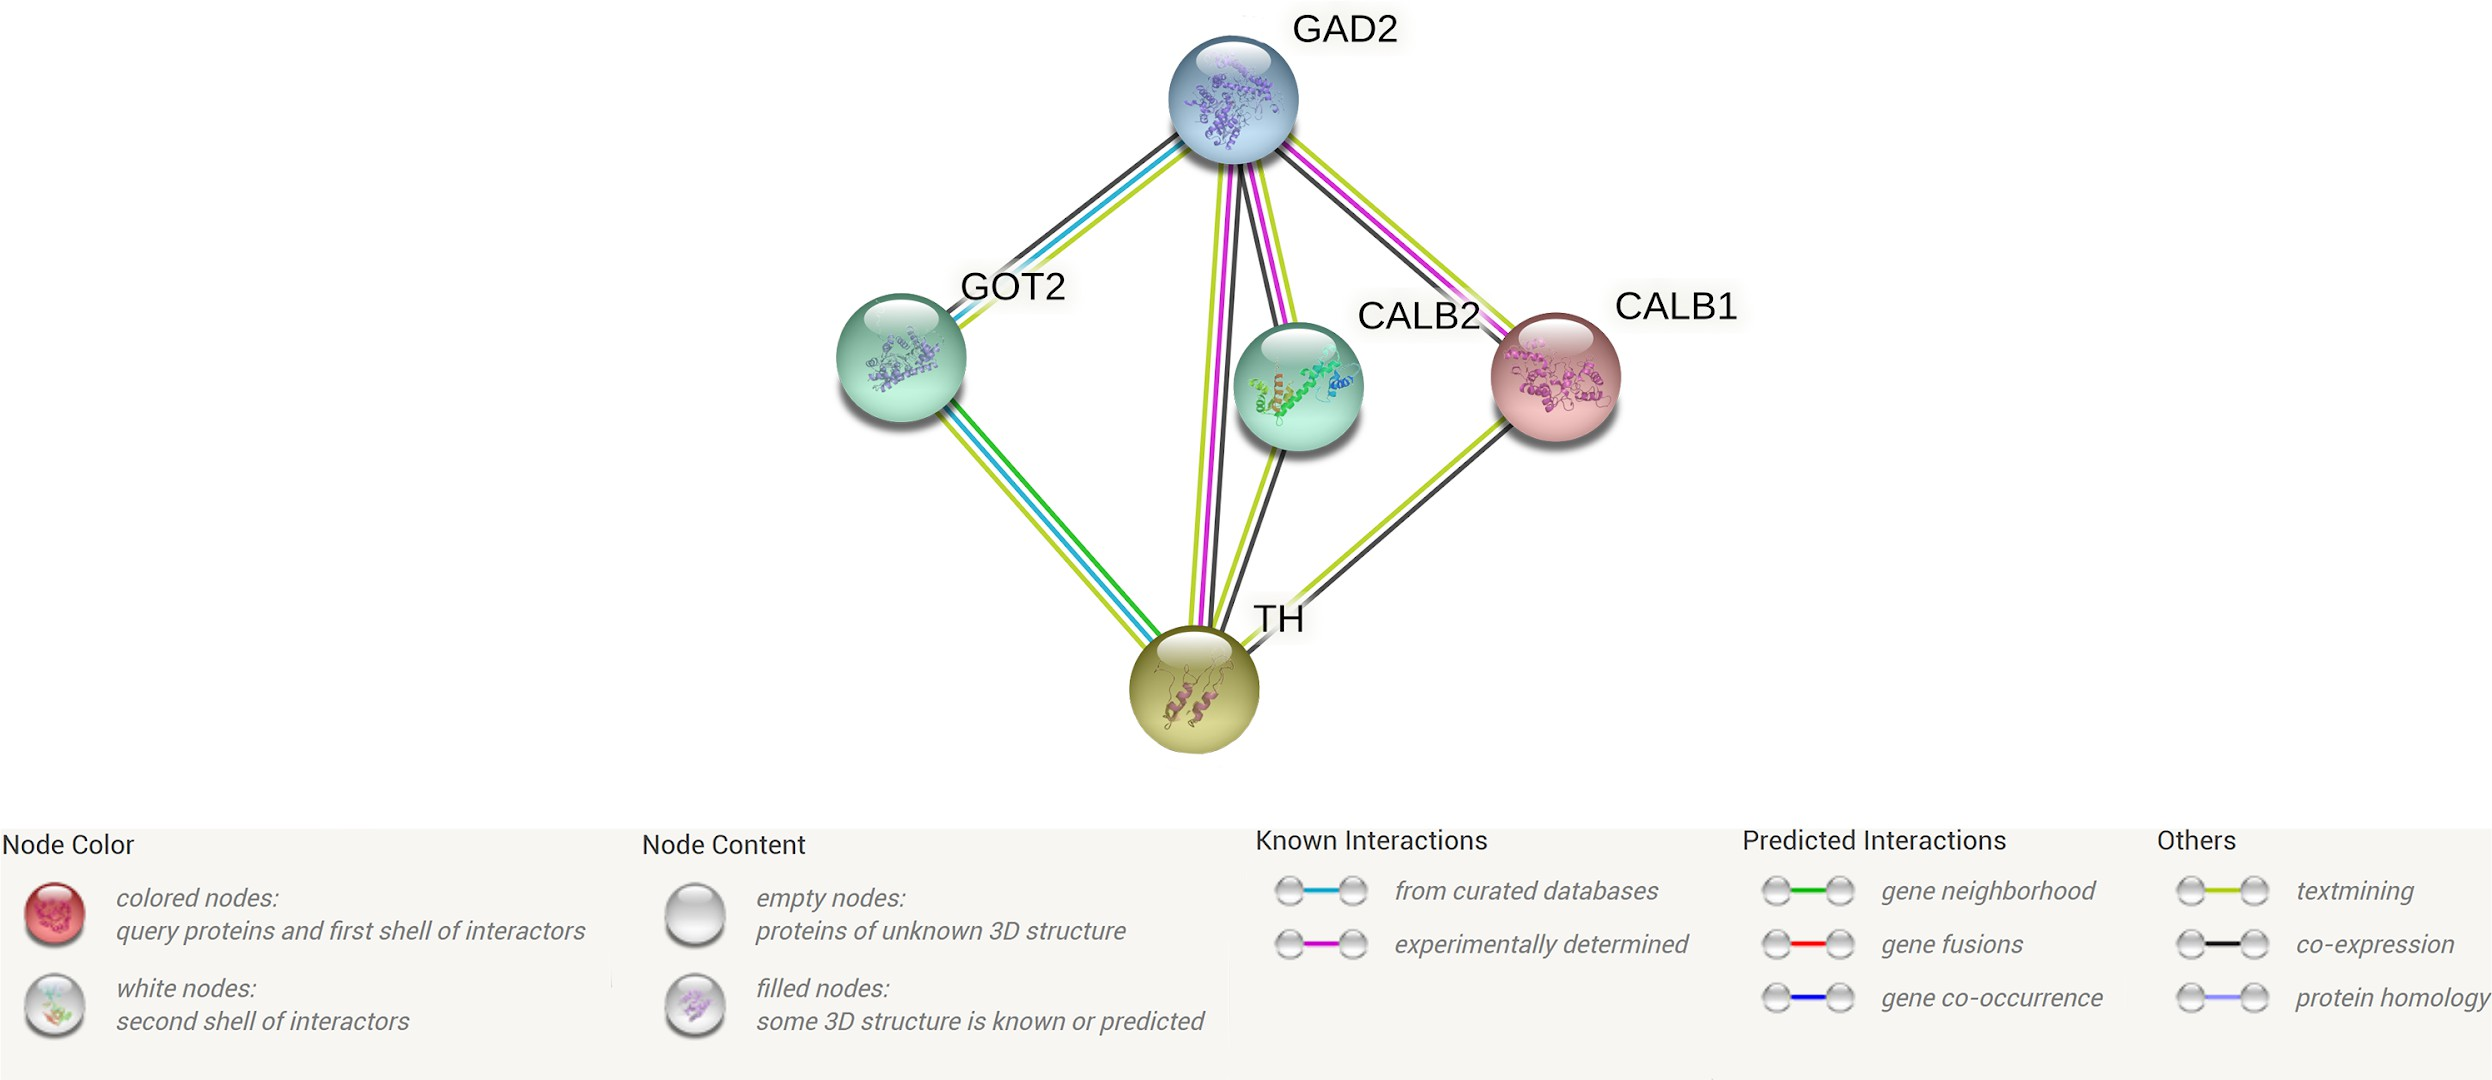 GAD2
GOT2
CALB2
CALB1
TH
Node Color
colored nodes:
query proteins and first shell of interactors
white nodes:
second shell of interactors
Node Content
empty nodes:
proteins of unknown 3D structure
filled nodes:
some 3D structure is known or predicted
Known Interactions
from curated databases
experimentally determined
Predicted Interactions
gene neighborhood
gene fusions
gene co-occurrence
Others
textmining
co-expression
protein homology